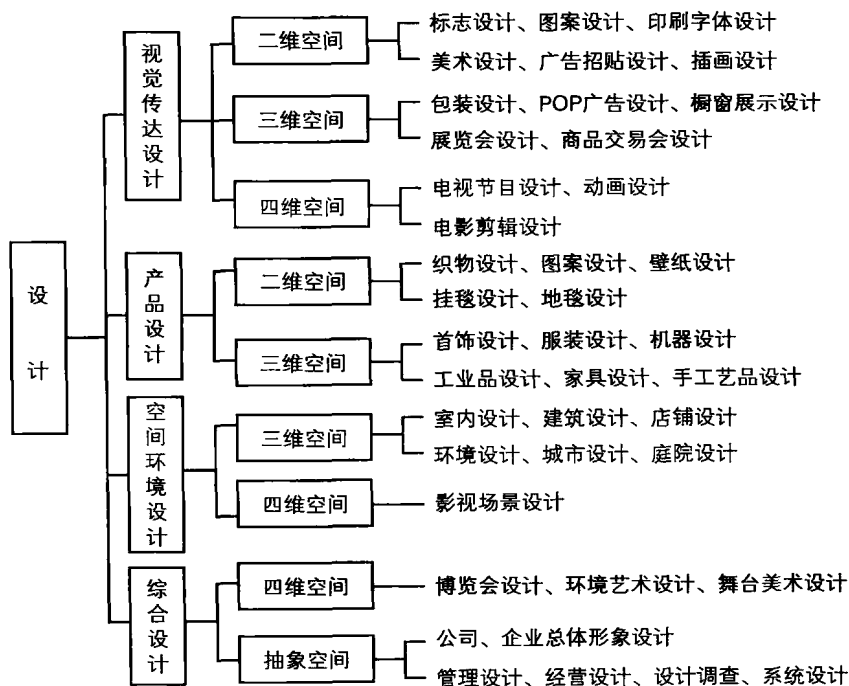 设计
视觉传达设计
二维空间
标志设计、图案设计、印刷字体设计
美术设计、广告招贴设计、插画设计
三维空间
包装设计、POP广告设计、橱窗展示设计
展览会设计、商品交易会设计
四维空间
电视节目设计、动画设计
电影剪辑设计
产品设计
二维空间
织物设计、图案设计、壁纸设计
挂毯设计、地毯设计
三维空间
首饰设计、服装设计、机器设计
工业品设计、家具设计、手工艺品设计
空间环境设计
三维空间
室内设计、建筑设计、店铺设计
环境设计、城市设计、庭院设计
四维空间
影视场景设计
综合设计
四维空间
博览会设计、环境艺术设计、舞台美术设计
抽象空间
公司、企业总体形象设计
管理设计、经营设计、设计调查、系统设计